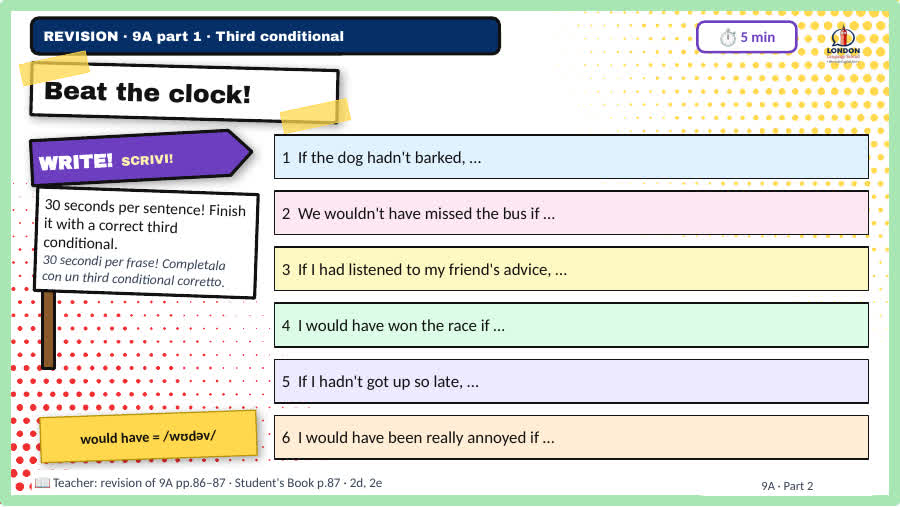 REVISION · 9A part 1 · Third conditional
⏱️ 5 min
LONDON
Beat the clock!
WRITE! SCRIVI!
30 seconds per sentence! Finish
it with a correct third
conditional.
30 secondi per frase! Completala
con un third conditional corretto.
would have = /wʊdəv/
1 If the dog hadn't barked, …
2 We wouldn't have missed the bus if …
3 If I had listened to my friend's advice, …
4 I would have won the race if …
5 If I hadn't got up so late, …
6 I would have been really annoyed if …
📖 Teacher: revision of 9A pp.86–87 · Student's Book p.87 · 2d, 2e
9A · Part 2